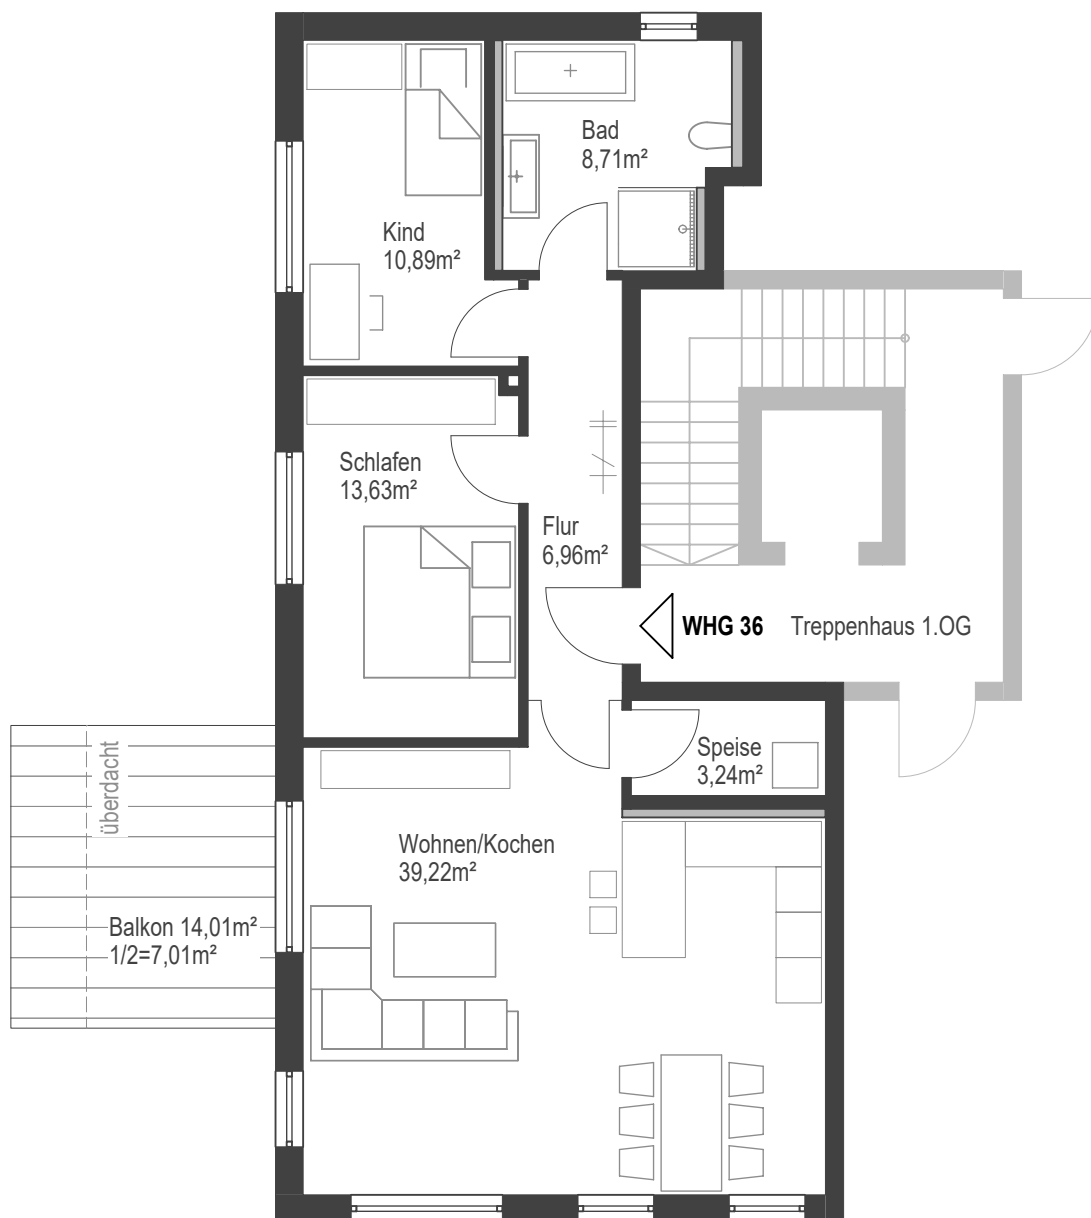 Bad
8,71m²
Kind
10,89m²
Schlafen
13,63m²
Flur
6,96m²
WHG 36 Treppenhaus 1.OG
Speise
3,24m²
überdacht
Wohnen/Kochen
39,22m²
Balkon 14,01m²
1/2=7,01m²